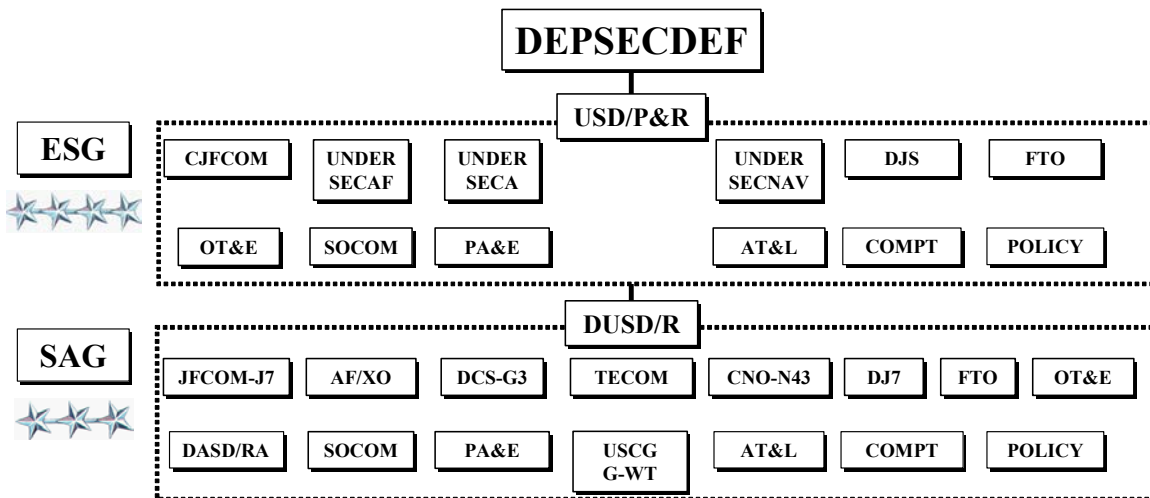 DEPSECDEF
USD/P&R
ESG
CJFCOM
UNDER
SECAF
UNDER
SECA
UNDER
SECNAV
DJS
FTO
OT&E
SOCOM
PA&E
AT&L
COMPT
POLICY
DUSD/R
SAG
JFCOM-J7
AF/XO
DCS-G3
TECOM
CNO-N43
DJ7
FTO
OT&E
DASD/RA
SOCOM
PA&E
USCG
G-WT
AT&L
COMPT
POLICY